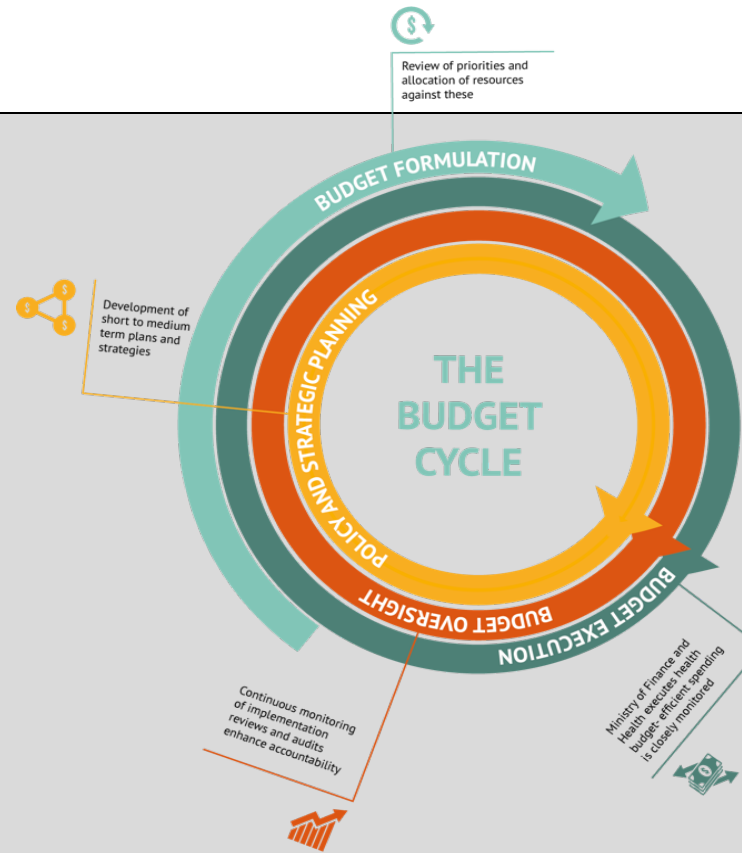 Review of priorities and
allocation of resources
against these
BUDGET FORMULATION
Development of
short to medium
term plans and
strategies
POLICY AND STRATEGIC PLANNING
THE
BUDGET
CYCLE
BUDGET OVERSIGHT
BUDGET EXECUTION
Continuous monitoring
of implementation
reviews and audits
enhance accountability
Ministry of Finance and
Health executes health
budget- efficient spending
is closely monitored
$
$
$
$
$